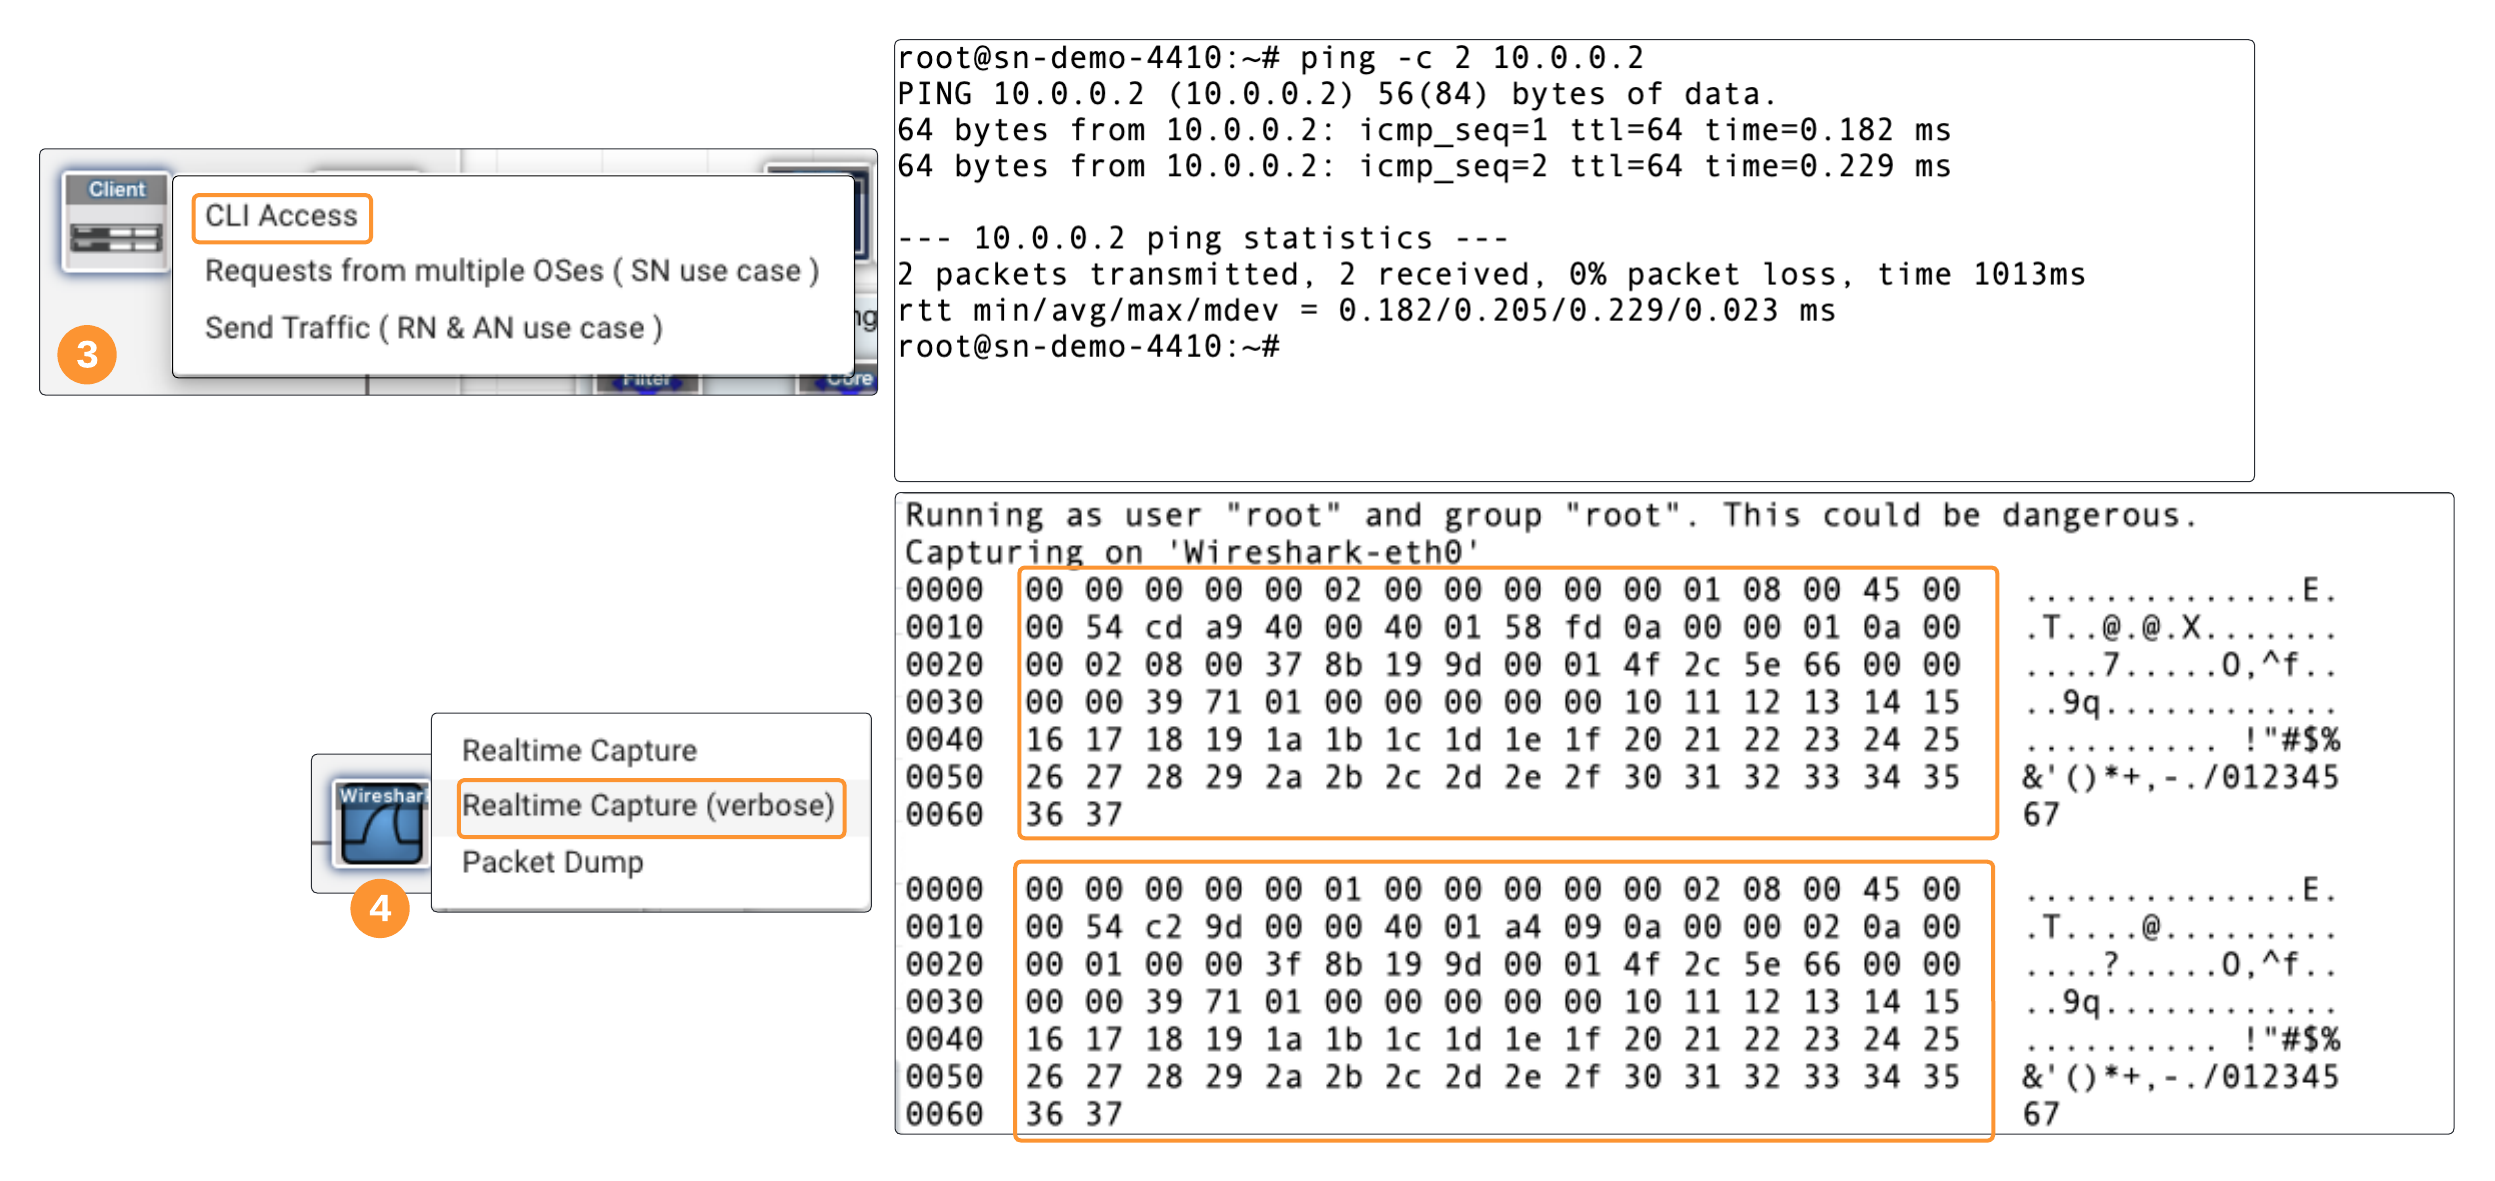 Client
CLI Access
Requests from multiple OSes ( SN use case )
Send Traffic ( RN & AN use case )
3
ng
Filter
Core
root@sn-demo-4410:~# ping -c 2 10.0.0.2
PING 10.0.0.2 (10.0.0.2) 56(84) bytes of data.
64 bytes from 10.0.0.2: icmp_seq=1 ttl=64 time=0.182 ms
64 bytes from 10.0.0.2: icmp_seq=2 ttl=64 time=0.229 ms
--- 10.0.0.2 ping statistics ---
2 packets transmitted, 2 received, 0% packet loss, time 1013ms
rtt min/avg/max/mdev = 0.182/0.205/0.229/0.023 ms
root@sn-demo-4410:~#
Wireshar
Realtime Capture
Realtime Capture (verbose)
Packet Dump
4
Running as user "root" and group "root". This could be dangerous.
Capturing on 'Wireshark-eth0'
0000 00 00 00 00 00 02 00 00 00 00 00 01 08 00 45 00 ..............E.
0010 00 54 cd a9 40 00 40 01 58 fd 0a 00 00 01 0a 00 .T..@.@.X.......
0020 00 02 08 00 37 8b 19 9d 00 01 4f 2c 5e 66 00 00 ....7.....O,^f..
0030 00 00 39 71 01 00 00 00 00 00 10 11 12 13 14 15 ..9q............
0040 16 17 18 19 1a 1b 1c 1d 1e 1f 20 21 22 23 24 25 .......... !"#$%
0050 26 27 28 29 2a 2b 2c 2d 2e 2f 30 31 32 33 34 35 &'()*+,-./012345
0060 36 37 67
0000 00 00 00 00 00 01 00 00 00 00 00 02 08 00 45 00 ..............E.
0010 00 54 c2 9d 00 00 40 01 a4 09 0a 00 00 02 0a 00 .T....@.........
0020 00 01 00 00 3f 8b 19 9d 00 01 4f 2c 5e 66 00 00 ....?.....O,^f..
0030 00 00 39 71 01 00 00 00 00 00 10 11 12 13 14 15 ..9q............
0040 16 17 18 19 1a 1b 1c 1d 1e 1f 20 21 22 23 24 25 .......... !"#$%
0050 26 27 28 29 2a 2b 2c 2d 2e 2f 30 31 32 33 34 35 &'()*+,-./012345
0060 36 37 67